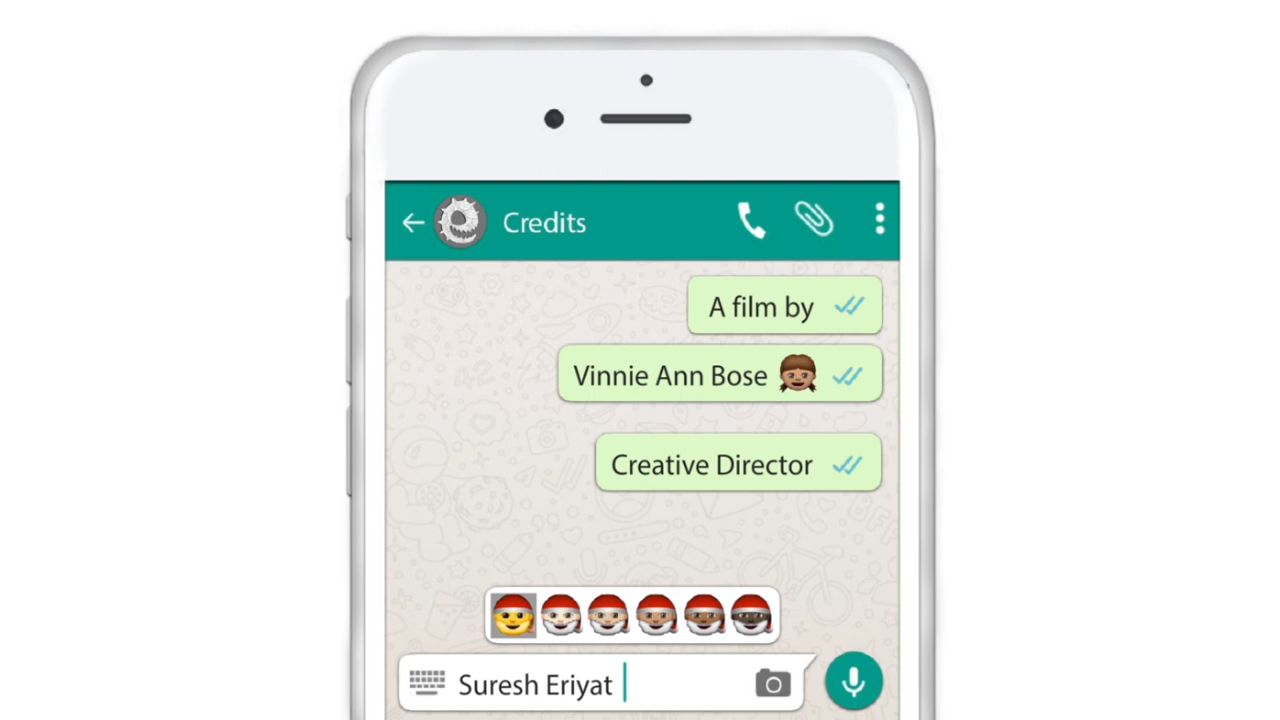 Credits
A film by
Vinnie Ann Bose
Creative Director
Suresh Eriyat